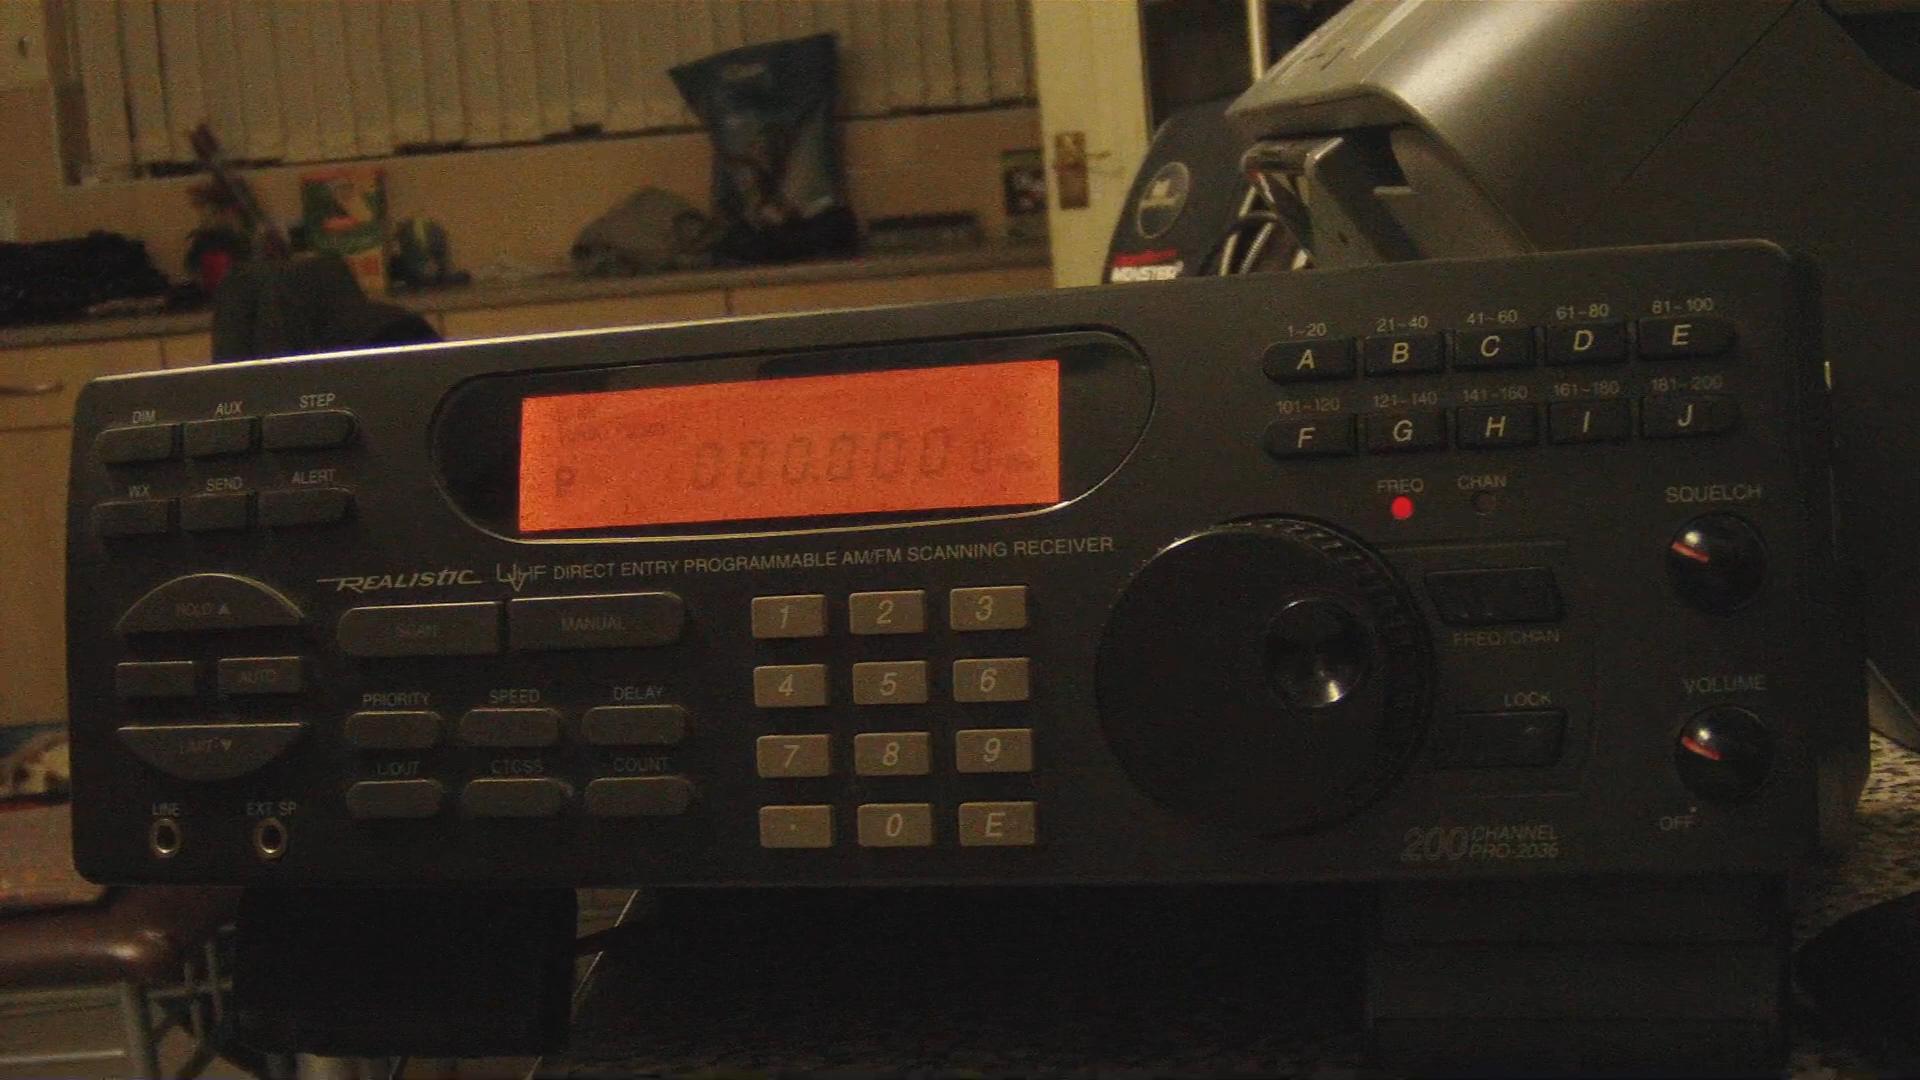 MONSTER
1~20 21~40 41~60 61~80 81~100
A B C D E
101~120 121~140 141~160 161~180 181~200
F G H I J
DIM AUX STEP
WX SEND ALERT
P 000.0000
FREQ CHAN
SQUELCH
REALISTIC DIRECT ENTRY PROGRAMMABLE AM/FM SCANNING RECEIVER
HOLD ▲
SCAN MANUAL
1 2 3
FREQ/CHAN
AUTO
4 5 6
PRIORITY SPEED DELAY
LOCK
VOLUME
7 8 9
L/OUT CTCSS COUNT
LINE EXT SP
. 0 E
OFF
200 CHANNEL
PRO-2036